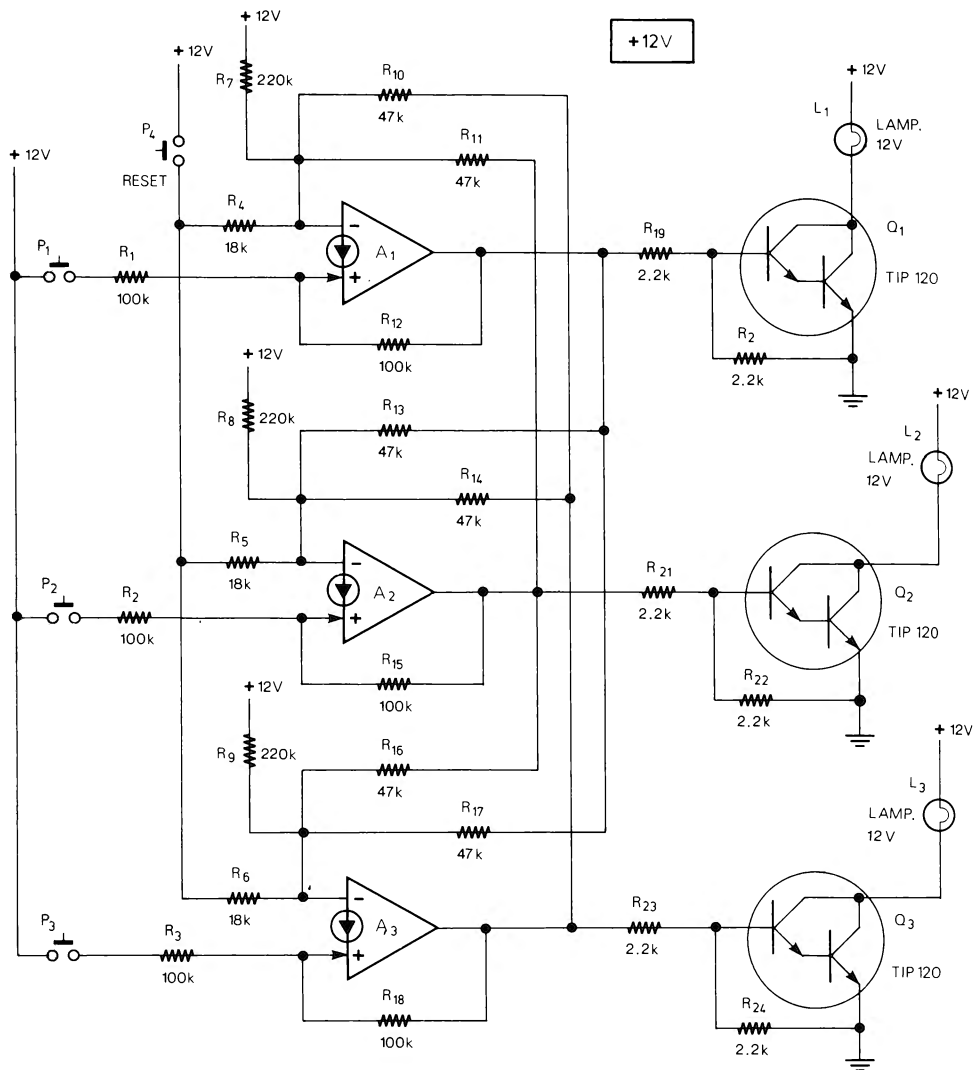 +12V
+12V
+12V
R10
R7
220k
47k
+12V
L1
LAMP.
12V
P4
R11
+12V
47k
RESET
R4
18k
−
A1
+
R19
2.2k
Q1
TIP 120
P1
R1
100k
R12
100k
R2
2.2k
+12V
R8
220k
R13
47k
+12V
L2
LAMP.
12V
R14
47k
R5
18k
−
A2
+
R21
2.2k
Q2
TIP 120
P2
R2
100k
R15
100k
R22
2.2k
+12V
R9
220k
R16
47k
+12V
L3
LAMP.
12V
R17
47k
R6
18k
−
A3
+
R23
2.2k
Q3
TIP 120
P3
R3
100k
R18
100k
R24
2.2k
+12V